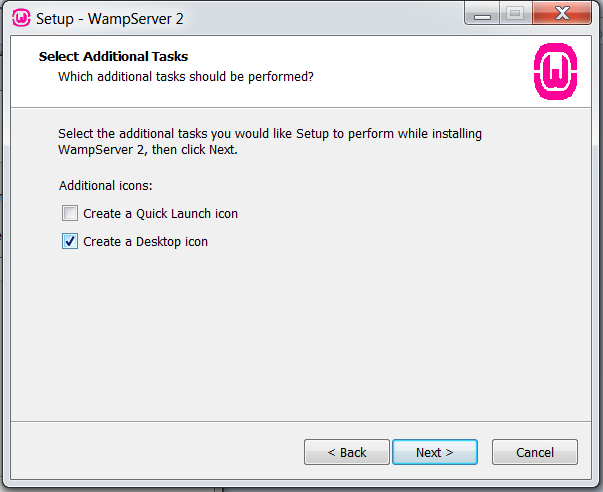 Setup - WampServer 2
Select Additional Tasks
Which additional tasks should be performed?
Select the additional tasks you would like Setup to perform while installing
WampServer 2, then click Next.
Additional icons:
Create a Quick Launch icon
Create a Desktop icon
< Back
Next >
Cancel